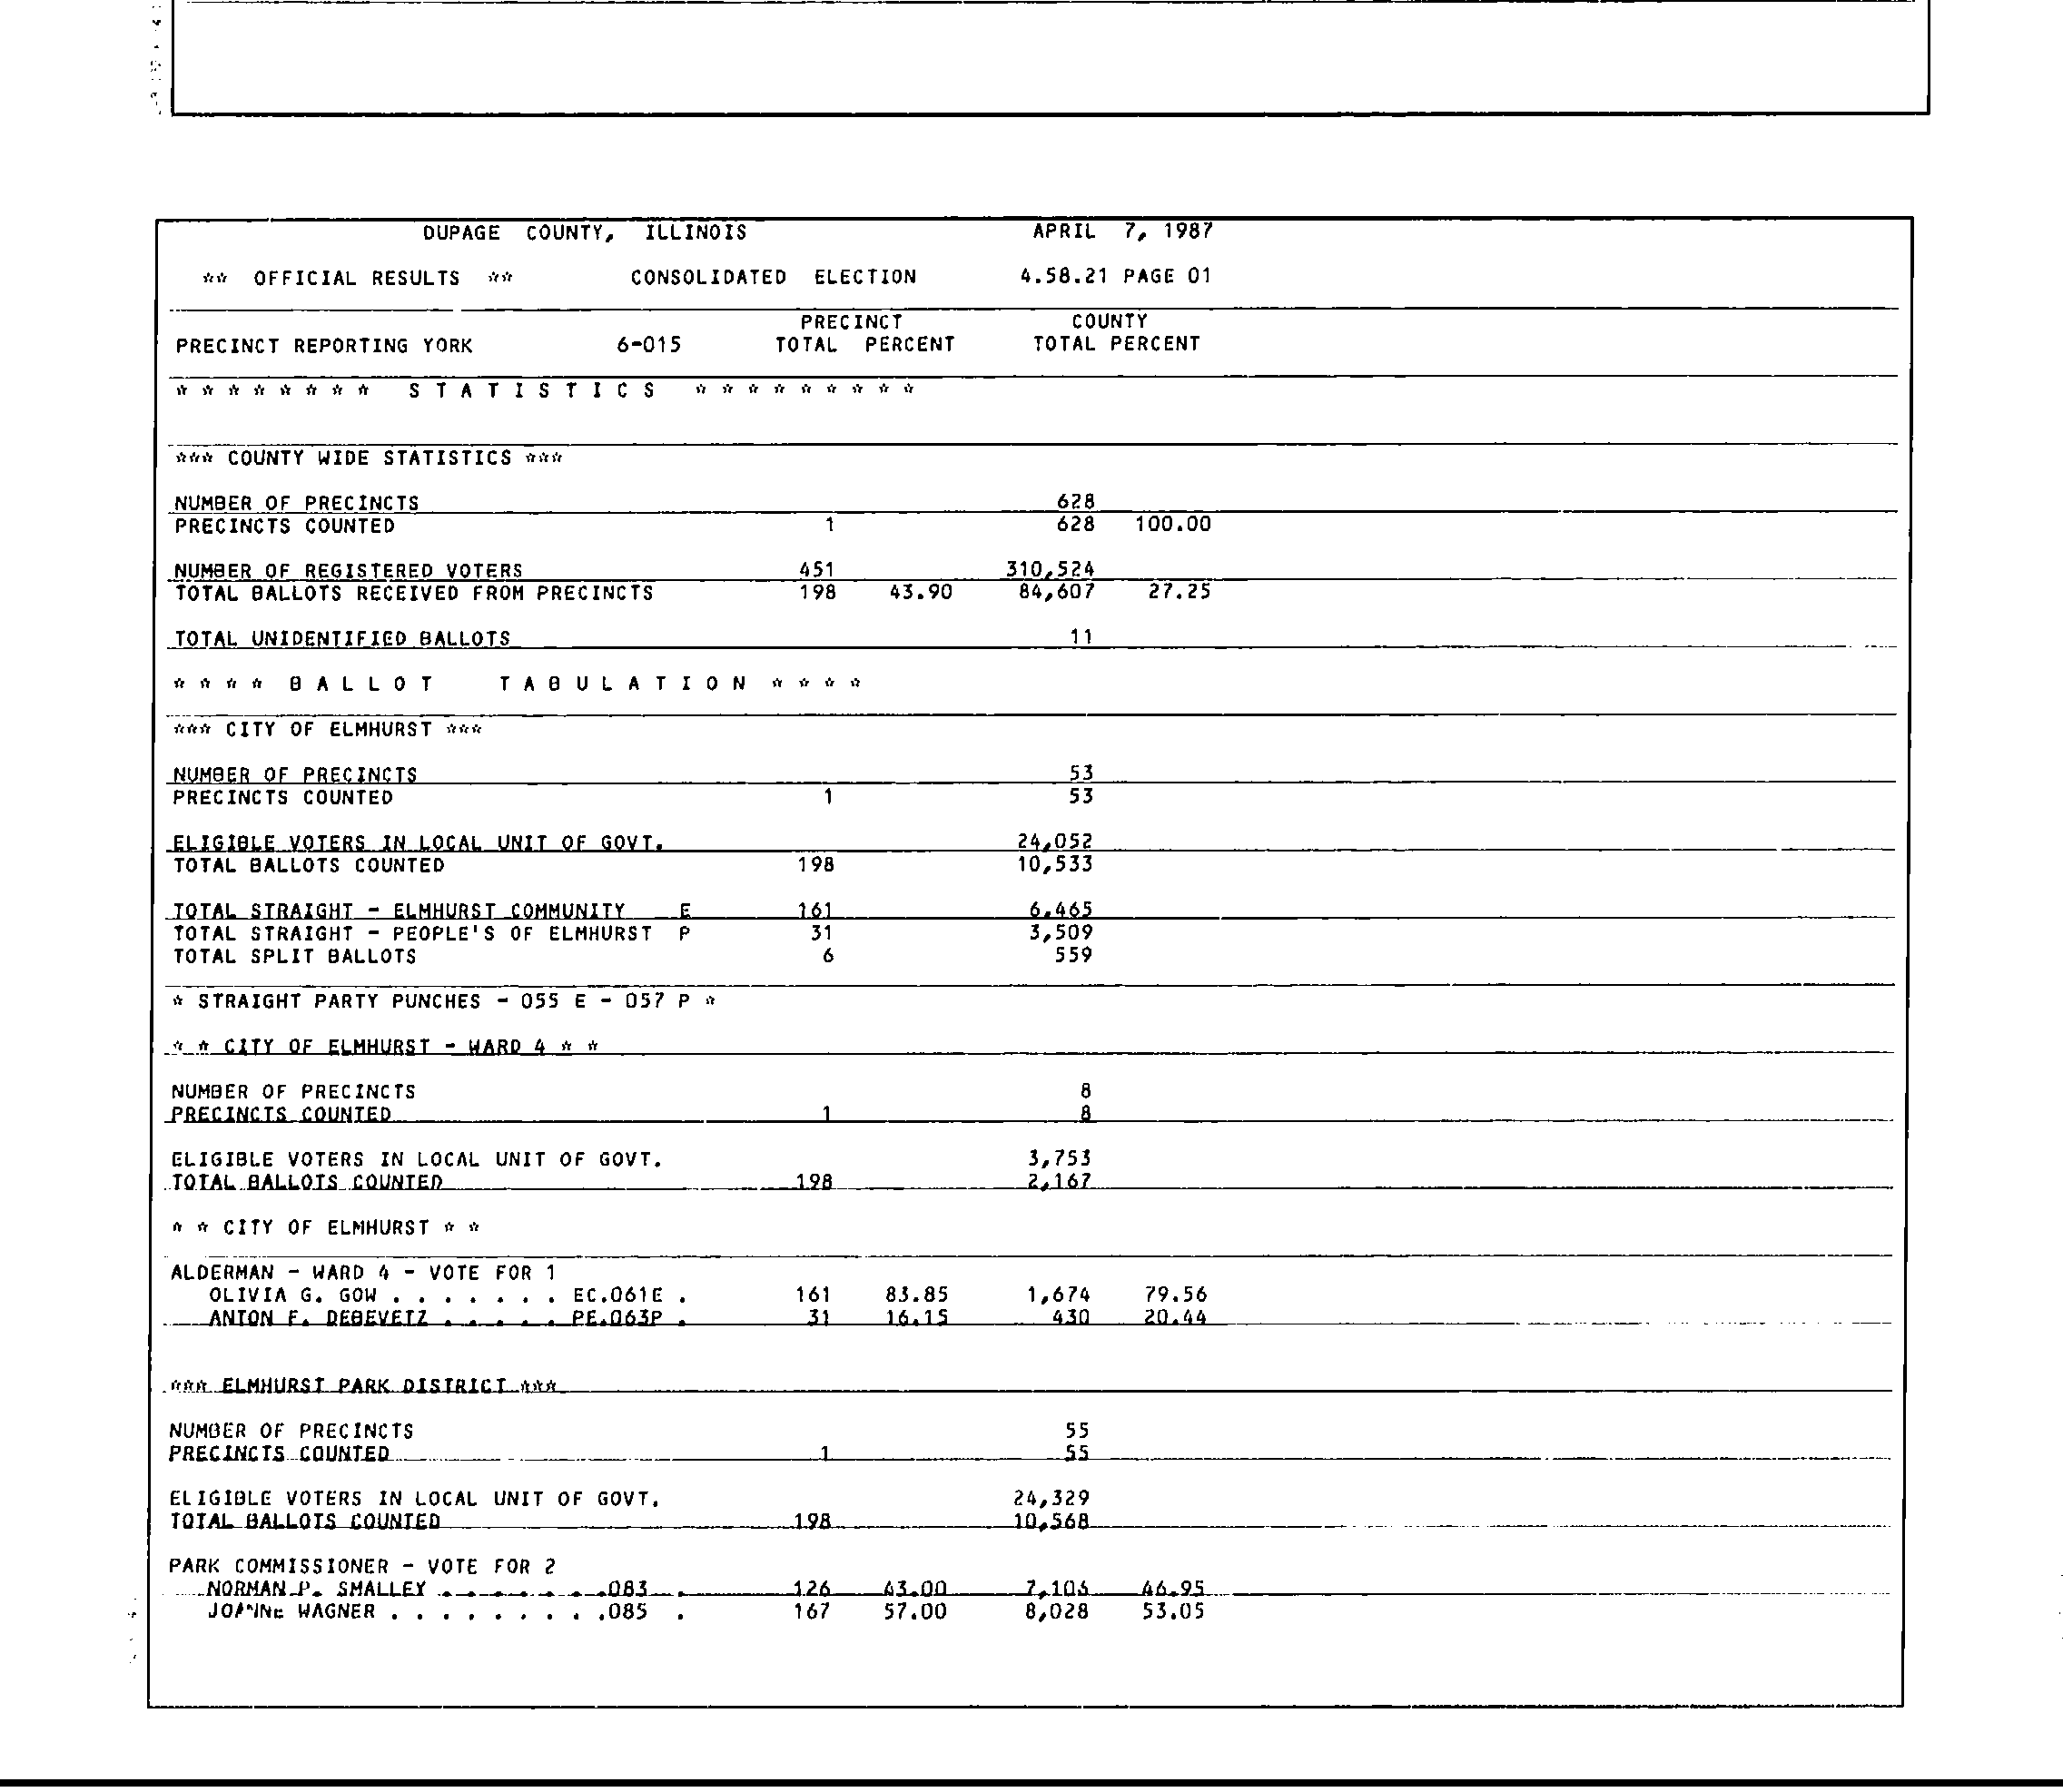 DUPAGE COUNTY, ILLINOIS APRIL 7, 1987
** OFFICIAL RESULTS ** CONSOLIDATED ELECTION 4.58.21 PAGE 01
PRECINCT COUNTY
PRECINCT REPORTING YORK 6-015 TOTAL PERCENT TOTAL PERCENT
* * * * * * * * S T A T I S T I C S * * * * * * * * *
*** COUNTY WIDE STATISTICS ***
NUMBER OF PRECINCTS 628
PRECINCTS COUNTED 1 628 100.00
NUMBER OF REGISTERED VOTERS 451 310,524
TOTAL BALLOTS RECEIVED FROM PRECINCTS 198 43.90 84,607 27.25
TOTAL UNIDENTIFIED BALLOTS 11
* * * * B A L L O T T A B U L A T I O N * * * *
*** CITY OF ELMHURST ***
NUMBER OF PRECINCTS 53
PRECINCTS COUNTED 1 53
ELIGIBLE VOTERS IN LOCAL UNIT OF GOVT. 24,052
TOTAL BALLOTS COUNTED 198 10,533
TOTAL STRAIGHT - ELMHURST COMMUNITY E 161 6,465
TOTAL STRAIGHT - PEOPLE'S OF ELMHURST P 31 3,509
TOTAL SPLIT BALLOTS 6 559
* STRAIGHT PARTY PUNCHES - 055 E - 057 P *
* * CITY OF ELMHURST - WARD 4 * *
NUMBER OF PRECINCTS 8
PRECINCTS COUNTED 1 8
ELIGIBLE VOTERS IN LOCAL UNIT OF GOVT. 3,753
TOTAL BALLOTS COUNTED 198 2,167
* * CITY OF ELMHURST * *
ALDERMAN - WARD 4 - VOTE FOR 1
OLIVIA G. GOW . . . . . . . EC.061E . 161 83.85 1,674 79.56
ANTON F. DEBEVETZ . . . . . PE.063P . 31 16.15 430 20.44
*** ELMHURST PARK DISTRICT ***
NUMBER OF PRECINCTS 55
PRECINCTS COUNTED 1 55
ELIGIBLE VOTERS IN LOCAL UNIT OF GOVT. 24,329
TOTAL BALLOTS COUNTED 198 10,568
PARK COMMISSIONER - VOTE FOR 2
NORMAN P. SMALLEY . . . . . . .083 . 126 43.00 46.95
JOANNE WAGNER . . . . . . . . .085 . 167 57.00 8,028 53.05